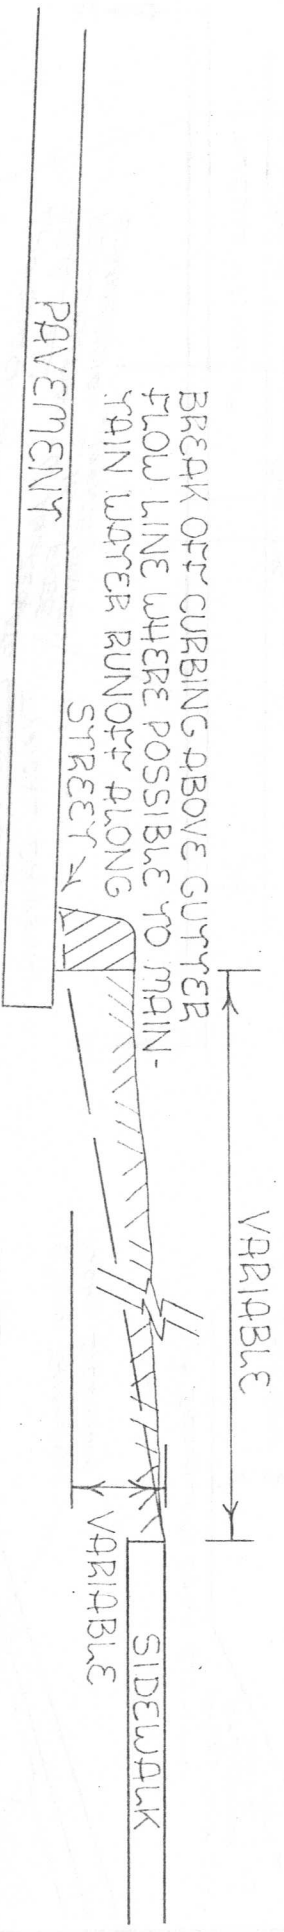 BREAK OFF CURBING ABOVE GUTTER
FLOW LINE WHERE POSSIBLE TO MAIN-
TAIN WATER RUNOFF ALONG
STREET
VARIABLE
VARIABLE
SIDEWALK
PAVEMENT